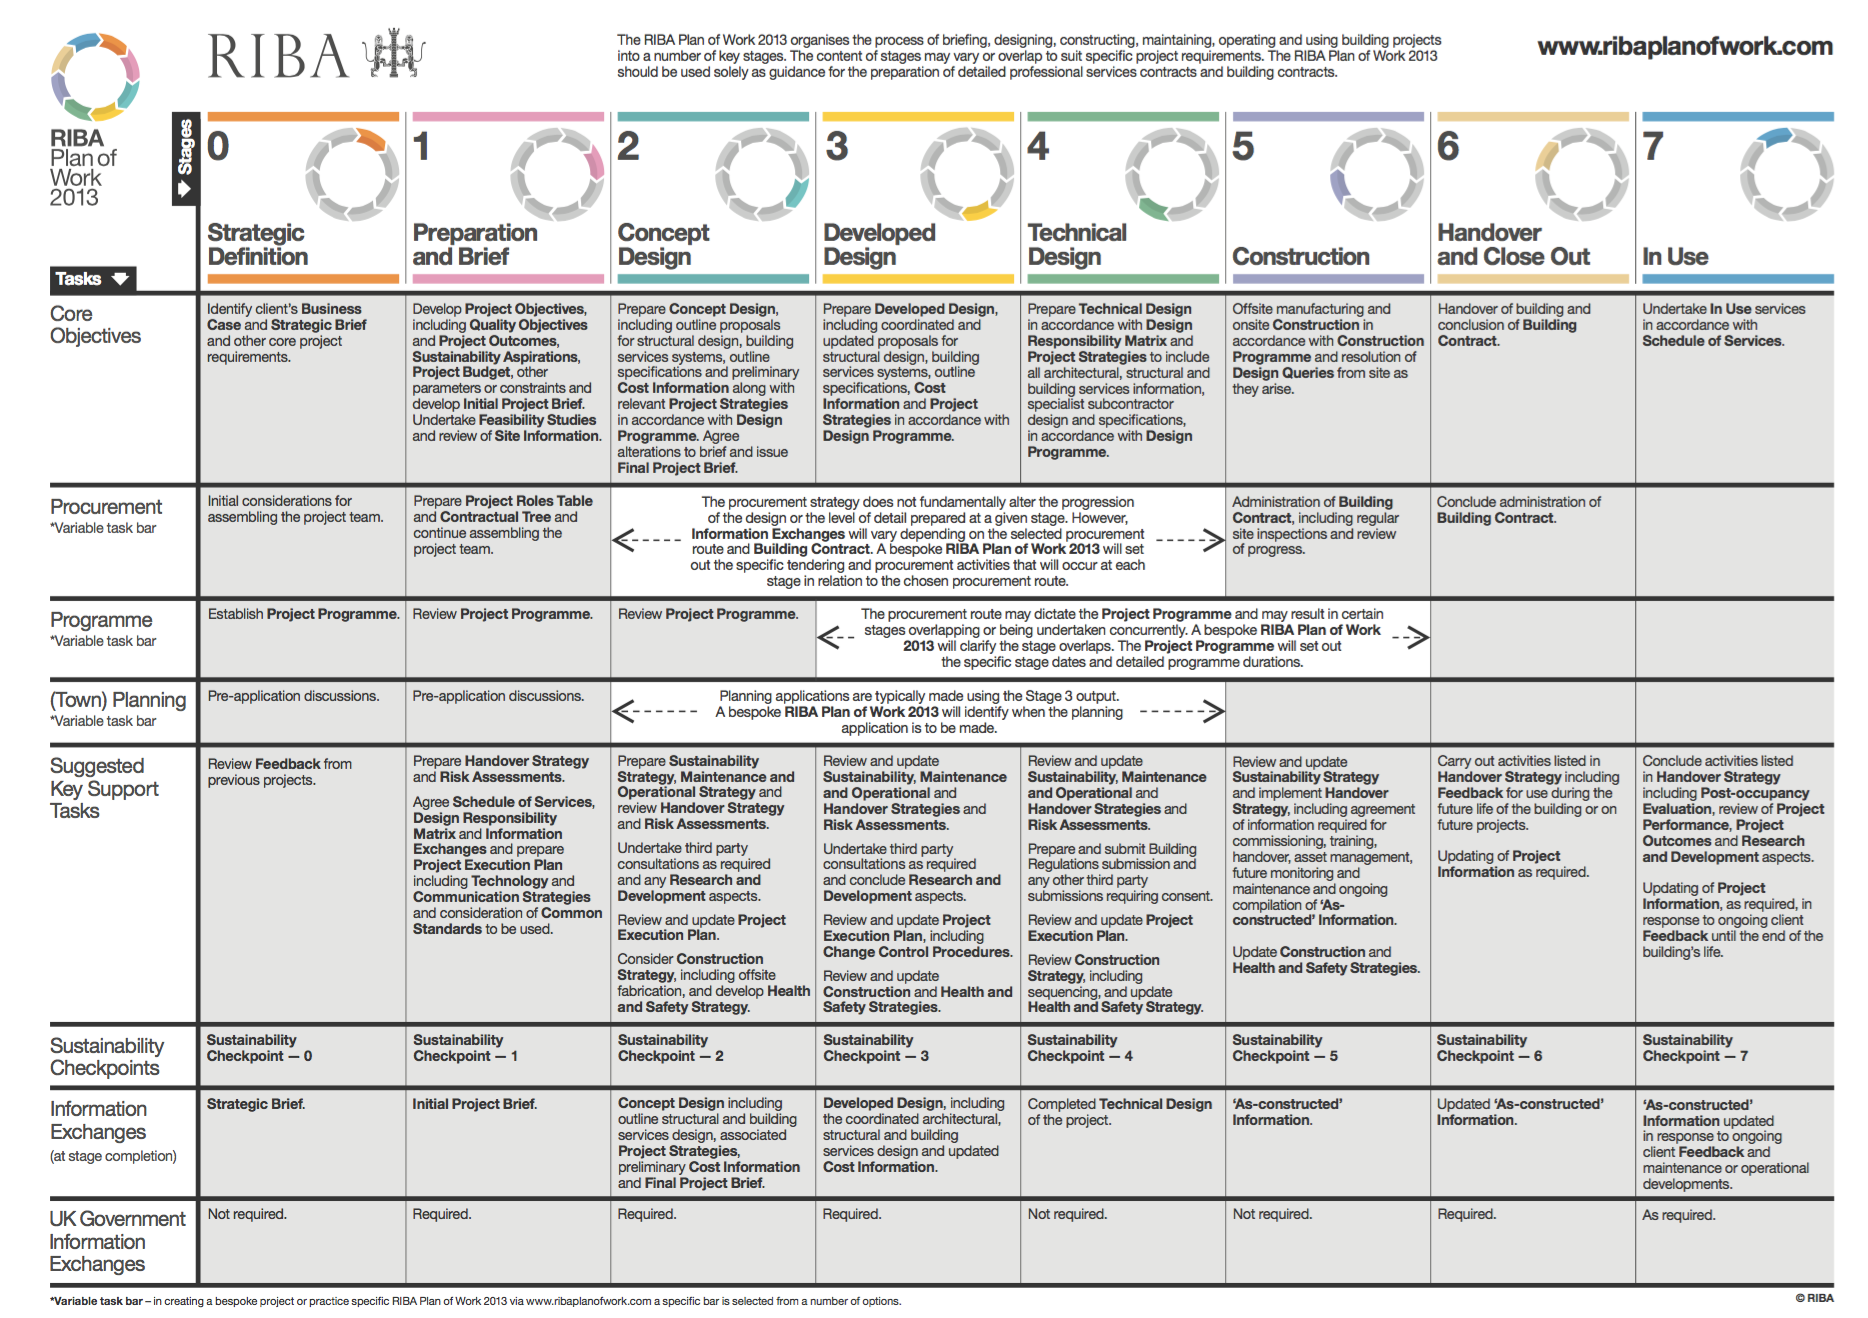 RIBA
The RIBA Plan of Work 2013 organises the process of briefing, designing, constructing, maintaining, operating and using building projects
into a number of key stages. The content of stages may vary or overlap to suit specific project requirements. The RIBA Plan of Work 2013
should be used solely as guidance for the preparation of detailed professional services contracts and building contracts.
www.ribaplanofwork.com
RIBA
Plan of
Work
2013
Stages
0
Strategic
Definition
1
Preparation
and Brief
2
Concept
Design
3
Developed
Design
4
Technical
Design
5
Construction
6
Handover
and Close Out
7
In Use
Tasks
Core
Objectives
Identify client's Business
Case and Strategic Brief
and other core project
requirements.
Develop Project Objectives,
including Quality Objectives
and Project Outcomes,
Sustainability Aspirations,
Project Budget, other
parameters or constraints and
develop Initial Project Brief.
Undertake Feasibility Studies
and review of Site Information.
Prepare Concept Design,
including outline proposals
for structural design, building
services systems, outline
specifications and preliminary
Cost Information along with
relevant Project Strategies
in accordance with Design
Programme. Agree
alterations to brief and issue
Final Project Brief.
Prepare Developed Design,
including coordinated and
updated proposals for
structural design, building
services systems, outline
specifications, Cost
Information and Project
Strategies in accordance with
Design Programme.
Prepare Technical Design
in accordance with Design
Responsibility Matrix and
Project Strategies to include
all architectural, structural and
building services information,
specialist subcontractor
design and specifications,
in accordance with Design
Programme.
Offsite manufacturing and
onsite Construction in
accordance with Construction
Programme and resolution of
Design Queries from site as
they arise.
Handover of building and
conclusion of Building
Contract.
Undertake In Use services
in accordance with
Schedule of Services.
Procurement
*Variable task bar
Initial considerations for
assembling the project team.
Prepare Project Roles Table
and Contractual Tree and
continue assembling the
project team.
The procurement strategy does not fundamentally alter the progression
of the design or the level of detail prepared at a given stage. However,
Information Exchanges will vary depending on the selected procurement
route and Building Contract. A bespoke RIBA Plan of Work 2013 will set
out the specific tendering and procurement activities that will occur at each
stage in relation to the chosen procurement route.
Administration of Building
Contract, including regular
site inspections and review
of progress.
Conclude administration of
Building Contract.
Programme
*Variable task bar
Establish Project Programme.
Review Project Programme.
Review Project Programme.
The procurement route may dictate the Project Programme and may result in certain
stages overlapping or being undertaken concurrently. A bespoke RIBA Plan of Work
2013 will clarify the stage overlaps. The Project Programme will set out
the specific stage dates and detailed programme durations.
(Town) Planning
*Variable task bar
Pre-application discussions.
Pre-application discussions.
Planning applications are typically made using the Stage 3 output.
A bespoke RIBA Plan of Work 2013 will identify when the planning
application is to be made.
Suggested
Key Support
Tasks
Review Feedback from
previous projects.
Prepare Handover Strategy
and Risk Assessments.
Agree Schedule of Services,
Design Responsibility
Matrix and Information
Exchanges and prepare
Project Execution Plan
including Technology and
Communication Strategies
and consideration of Common
Standards to be used.
Prepare Sustainability
Strategy, Maintenance and
Operational Strategy and
review Handover Strategy
and Risk Assessments.
Undertake third party
consultations as required
and any Research and
Development aspects.
Review and update Project
Execution Plan.
Consider Construction
Strategy, including offsite
fabrication, and develop Health
and Safety Strategy.
Review and update
Sustainability, Maintenance
and Operational and
Handover Strategies and
Risk Assessments.
Undertake third party
consultations as required
and conclude Research and
Development aspects.
Review and update Project
Execution Plan, including
Change Control Procedures.
Review and update
Construction and Health and
Safety Strategies.
Review and update
Sustainability, Maintenance
and Operational and
Handover Strategies and
Risk Assessments.
Prepare and submit Building
Regulations submission and
any other third party
submissions requiring consent.
Review and update Project
Execution Plan.
Review Construction
Strategy, including
sequencing, and update
Health and Safety Strategy.
Review and update
Sustainability Strategy
and implement Handover
Strategy, including agreement
of information required for
commissioning, training,
handover, asset management,
future monitoring and
maintenance and ongoing
compilation of 'As-
constructed' Information.
Update Construction and
Health and Safety Strategies.
Carry out activities listed in
Handover Strategy including
Feedback for use during the
future life of the building or on
future projects.
Updating of Project
Information as required.
Conclude activities listed
in Handover Strategy
including Post-occupancy
Evaluation, review of Project
Performance, Project
Outcomes and Research
and Development aspects.
Updating of Project
Information, as required, in
response to ongoing client
Feedback until the end of the
building's life.
Sustainability
Checkpoints
Sustainability
Checkpoint — 0
Sustainability
Checkpoint — 1
Sustainability
Checkpoint — 2
Sustainability
Checkpoint — 3
Sustainability
Checkpoint — 4
Sustainability
Checkpoint — 5
Sustainability
Checkpoint — 6
Sustainability
Checkpoint — 7
Information
Exchanges
(at stage completion)
Strategic Brief.
Initial Project Brief.
Concept Design including
outline structural and building
services design, associated
Project Strategies,
preliminary Cost Information
and Final Project Brief.
Developed Design, including
the coordinated architectural,
structural and building
services design and updated
Cost Information.
Completed Technical Design
of the project.
'As-constructed'
Information.
Updated 'As-constructed'
Information.
'As-constructed'
Information updated
in response to ongoing
client Feedback and
maintenance or operational
developments.
UK Government
Information
Exchanges
Not required.
Required.
Required.
Required.
Not required.
Not required.
Required.
As required.
*Variable task bar – in creating a bespoke project or practice specific RIBA Plan of Work 2013 via www.ribaplanofwork.com a specific bar is selected from a number of options.
© RIBA